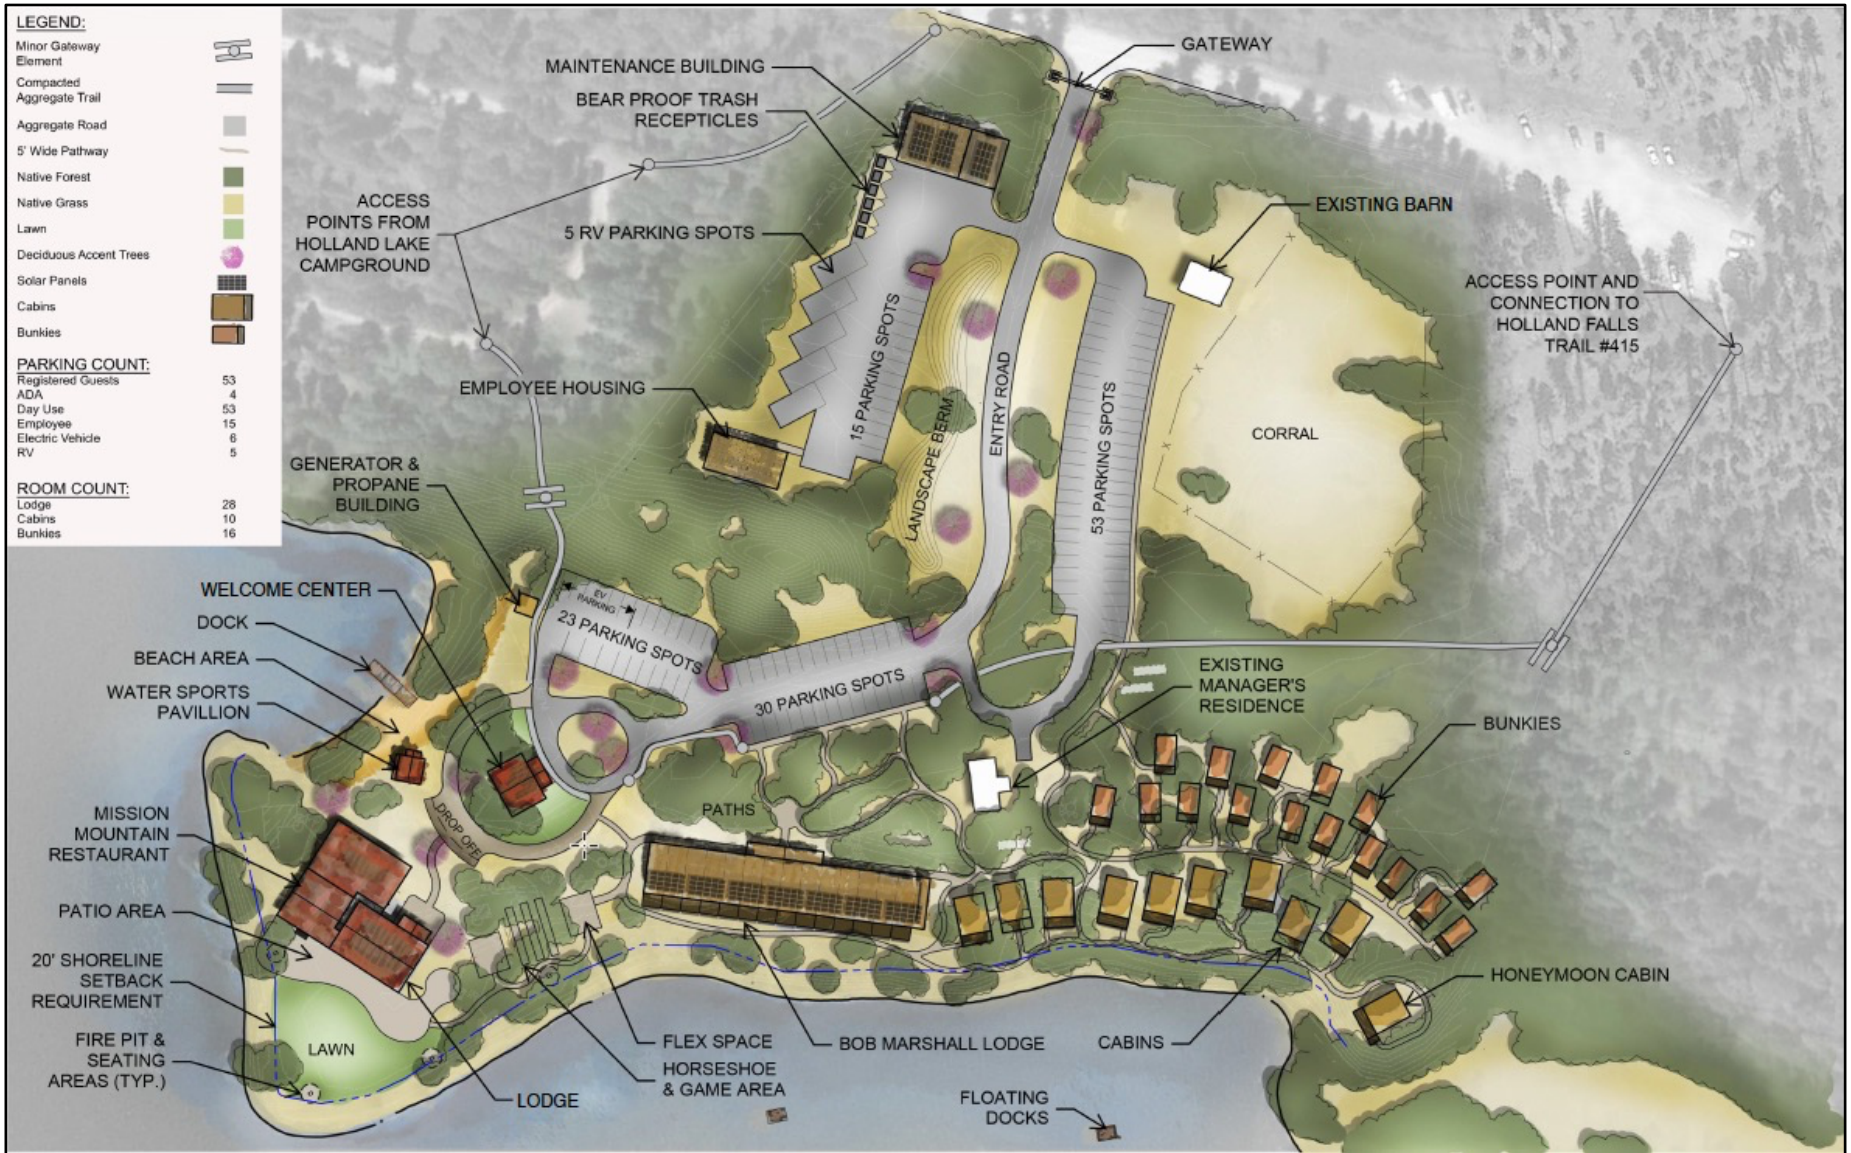 LEGEND:
Minor Gateway
Element
Compacted
Aggregate Trail
Aggregate Road
5' Wide Pathway
Native Forest
Native Grass
Lawn
Deciduous Accent Trees
Solar Panels
Cabins
Bunkies
PARKING COUNT:
Registered Guests 53
ADA 4
Day Use 53
Employee 15
Electric Vehicle 6
RV 5
ROOM COUNT:
Lodge 28
Cabins 10
Bunkies 16
GATEWAY
MAINTENANCE BUILDING
BEAR PROOF TRASH
RECEPTICLES
ACCESS
POINTS FROM
HOLLAND LAKE
CAMPGROUND
5 RV PARKING SPOTS
EXISTING BARN
ACCESS POINT AND
CONNECTION TO
HOLLAND FALLS
TRAIL #415
EMPLOYEE HOUSING
15 PARKING SPOTS
LANDSCAPE BERM
ENTRY ROAD
53 PARKING SPOTS
CORRAL
GENERATOR &
PROPANE
BUILDING
WELCOME CENTER
DOCK
BEACH AREA
WATER SPORTS
PAVILLION
EV
PARKING
23 PARKING SPOTS
30 PARKING SPOTS
EXISTING
MANAGER'S
RESIDENCE
BUNKIES
MISSION
MOUNTAIN
RESTAURANT
DROP OFF
PATHS
PATIO AREA
20' SHORELINE
SETBACK
REQUIREMENT
HONEYMOON CABIN
FIRE PIT &
SEATING
AREAS (TYP.)
LAWN
LODGE
FLEX SPACE
HORSESHOE
& GAME AREA
BOB MARSHALL LODGE
CABINS
FLOATING
DOCKS